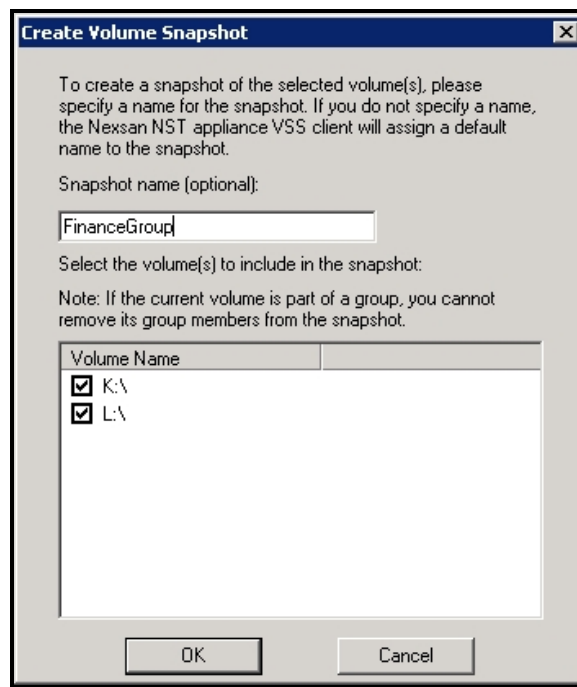 Create Volume Snapshot
To create a snapshot of the selected volume(s), please
specify a name for the snapshot. If you do not specify a name,
the Nexsan NST appliance VSS client will assign a default
name to the snapshot.
Snapshot name (optional):
FinanceGroup
Select the volume(s) to include in the snapshot:
Note: If the current volume is part of a group, you cannot
remove its group members from the snapshot.
Volume Name
K:\
L:\
OK Cancel